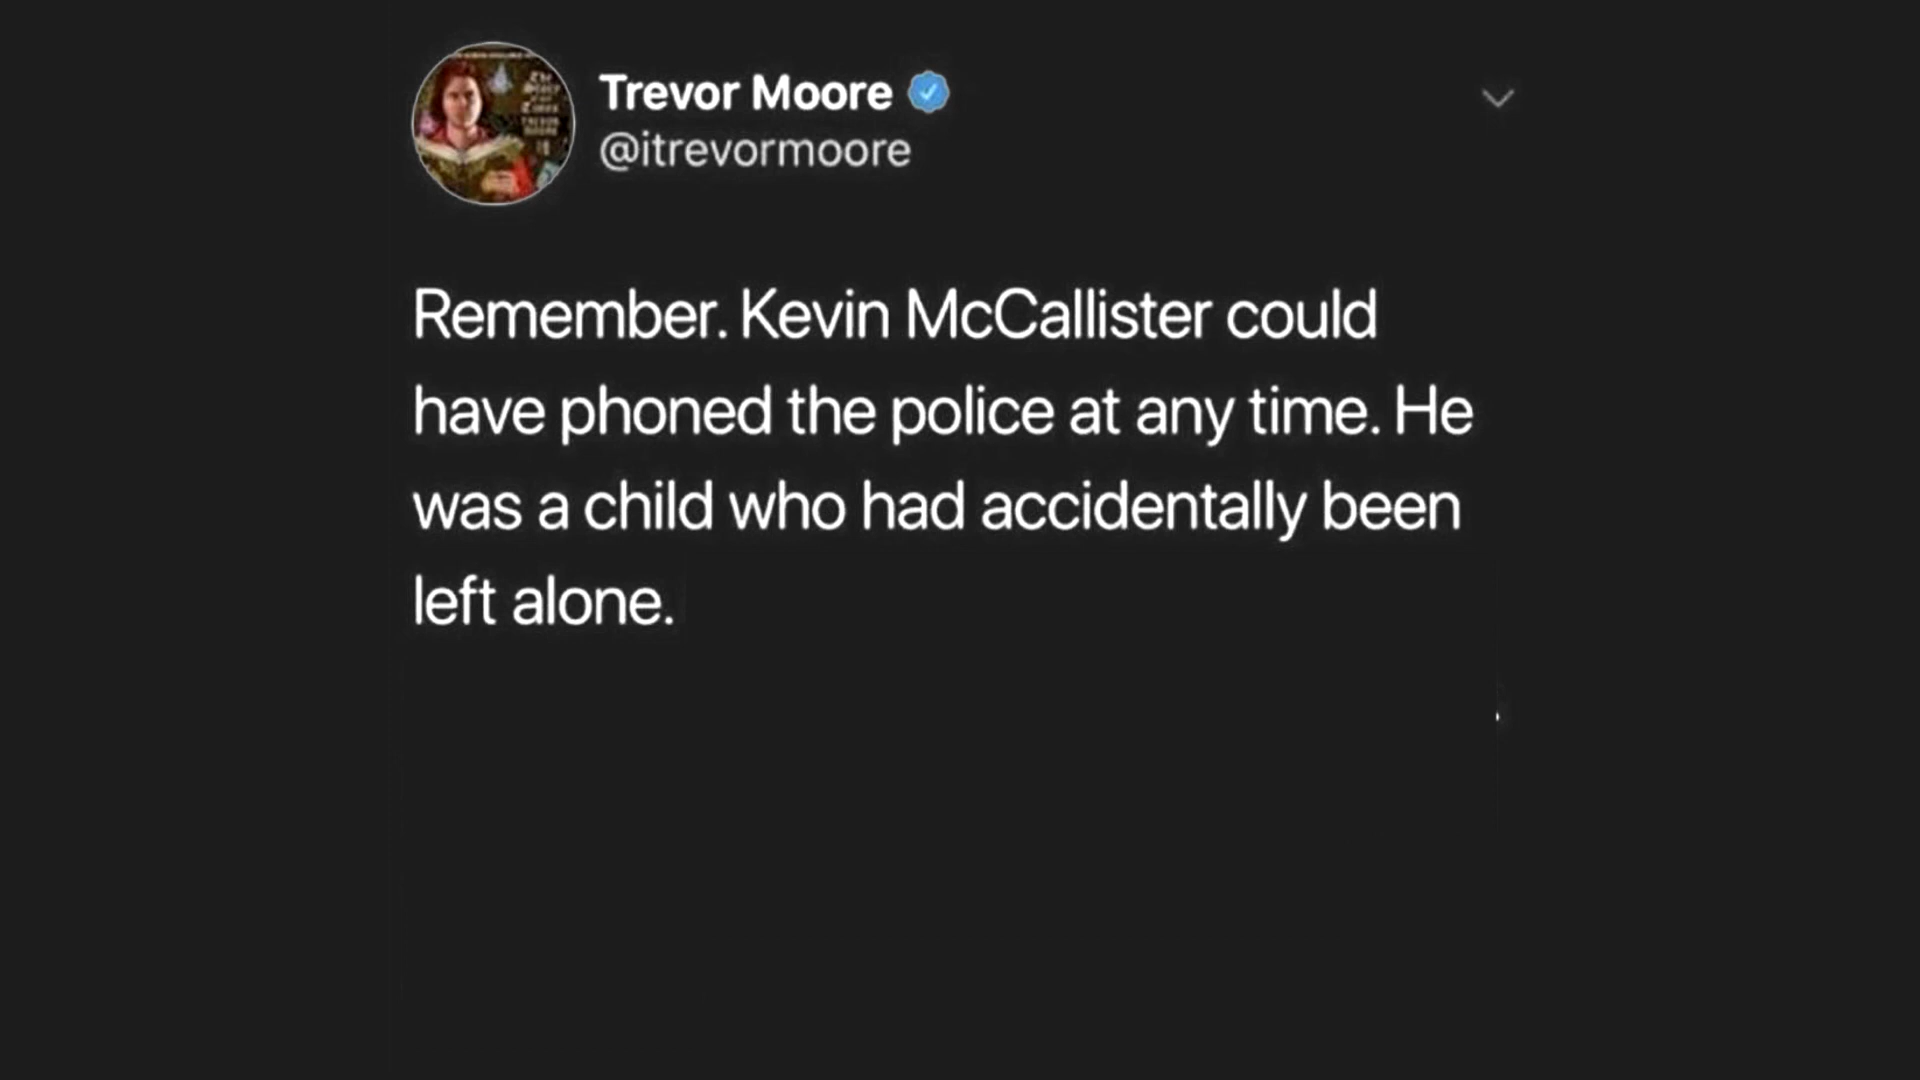 Trevor Moore
@itrevormoore
Remember. Kevin McCallister could
have phoned the police at any time. He
was a child who had accidentally been
left alone.